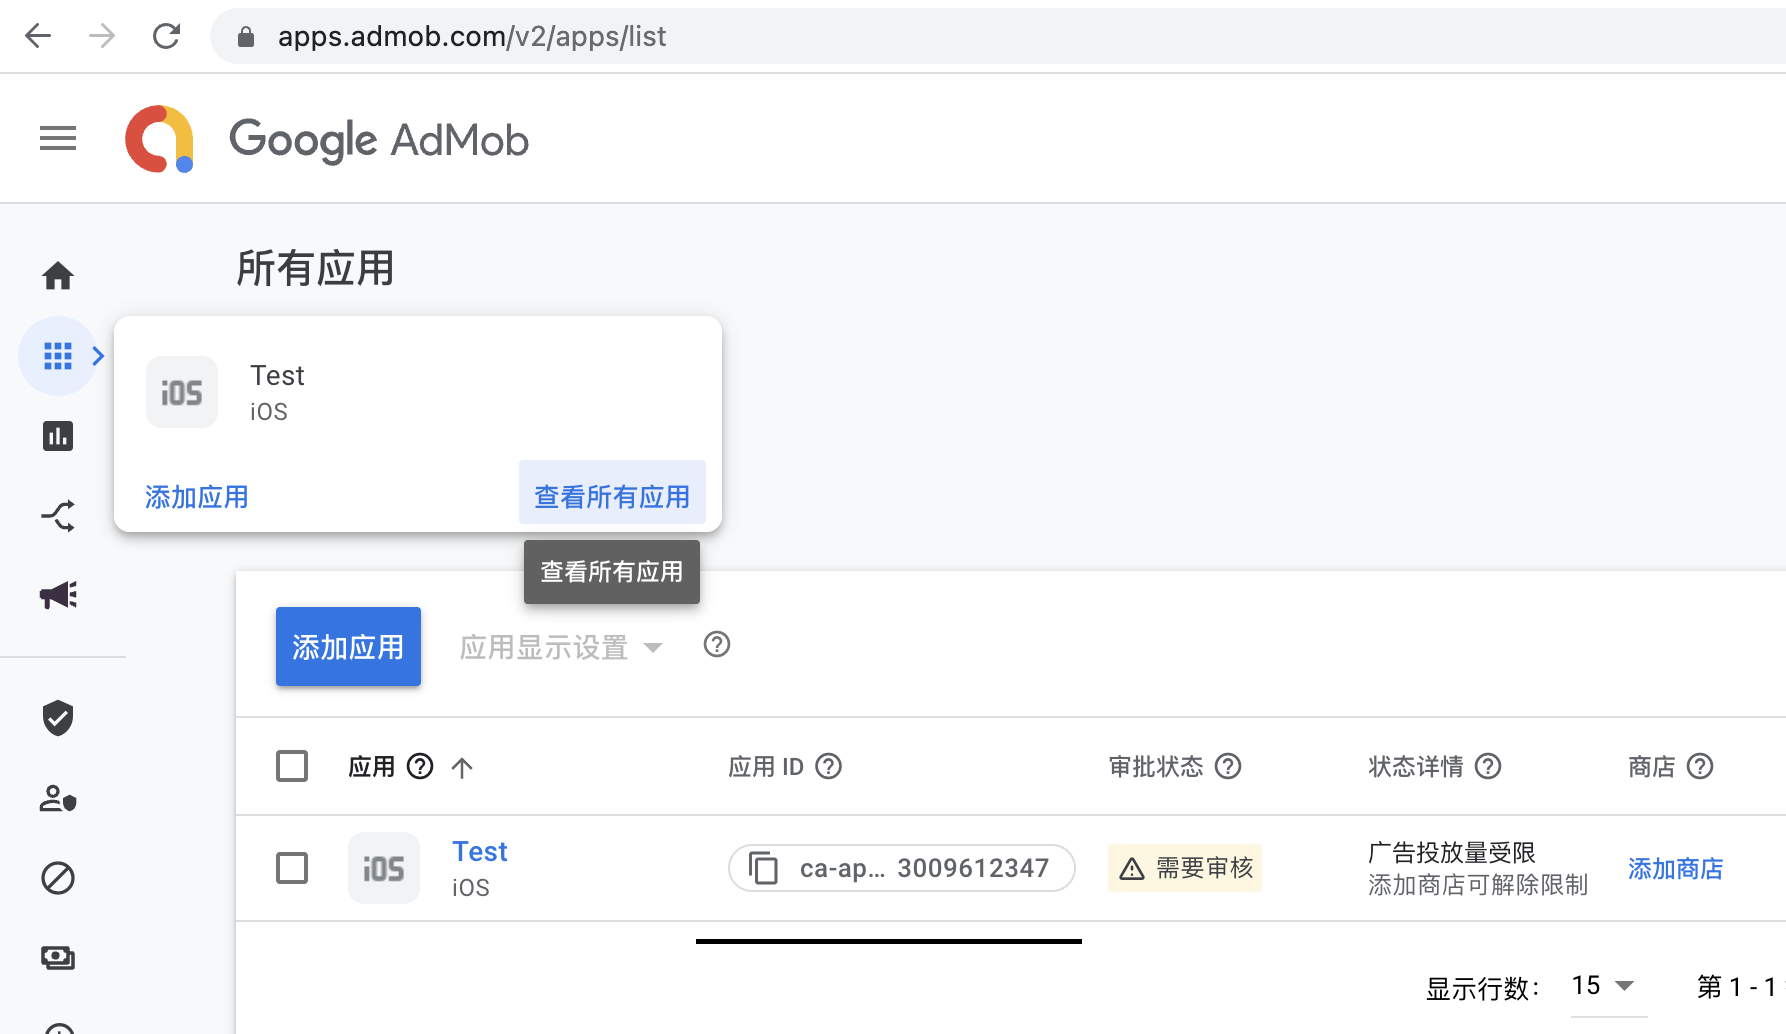 apps.admob.com/v2/apps/list
Google AdMob
所有应用
iOS
Test
iOS
添加应用
查看所有应用
查看所有应用
添加应用
应用显示设置
应用
应用 ID
审批状态
状态详情
商店
iOS
Test
iOS
ca-ap... 3009612347
需要审核
广告投放量受限
添加商店可解除限制
添加商店
显示行数：
15
第 1 - 1